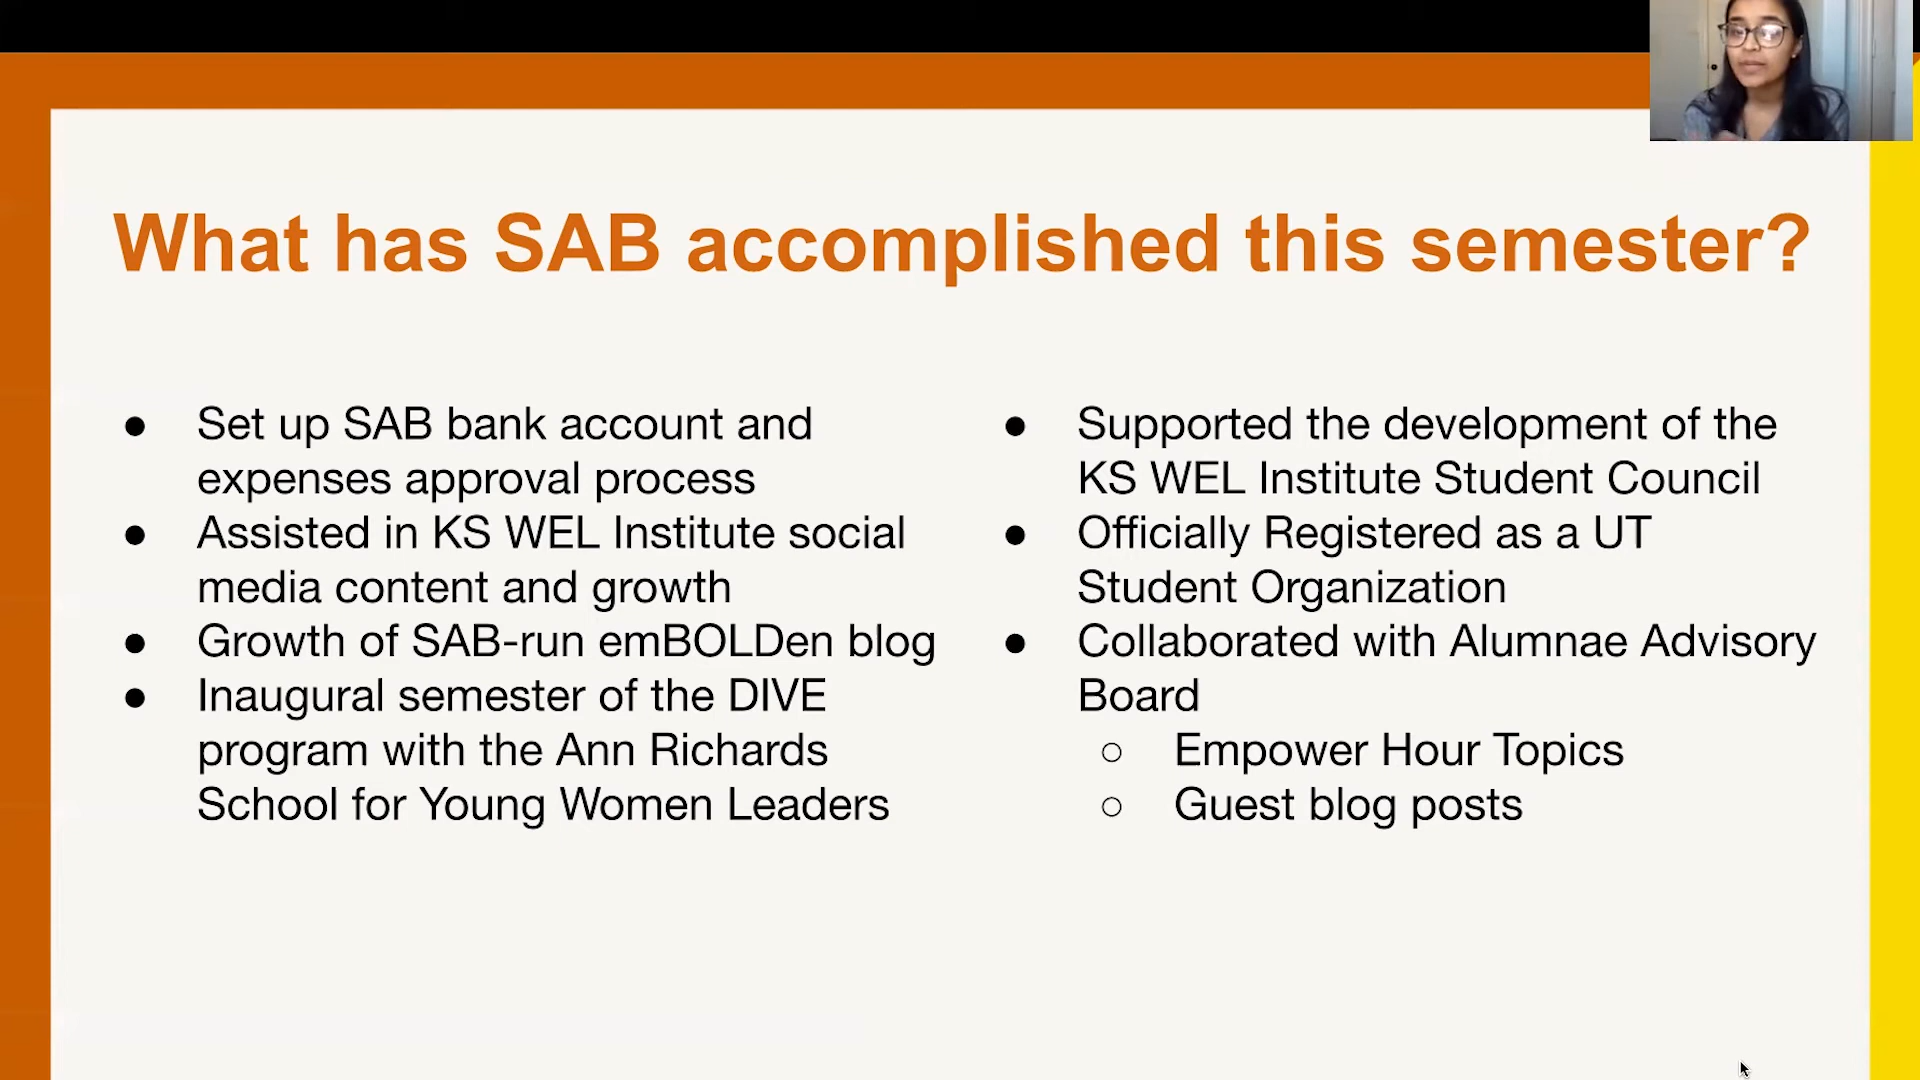 What has SAB accomplished this semester?
● Set up SAB bank account and
expenses approval process
● Assisted in KS WEL Institute social
media content and growth
● Growth of SAB-run emBOLDen blog
● Inaugural semester of the DIVE
program with the Ann Richards
School for Young Women Leaders
● Supported the development of the
KS WEL Institute Student Council
● Officially Registered as a UT
Student Organization
● Collaborated with Alumnae Advisory
Board
○ Empower Hour Topics
○ Guest blog posts